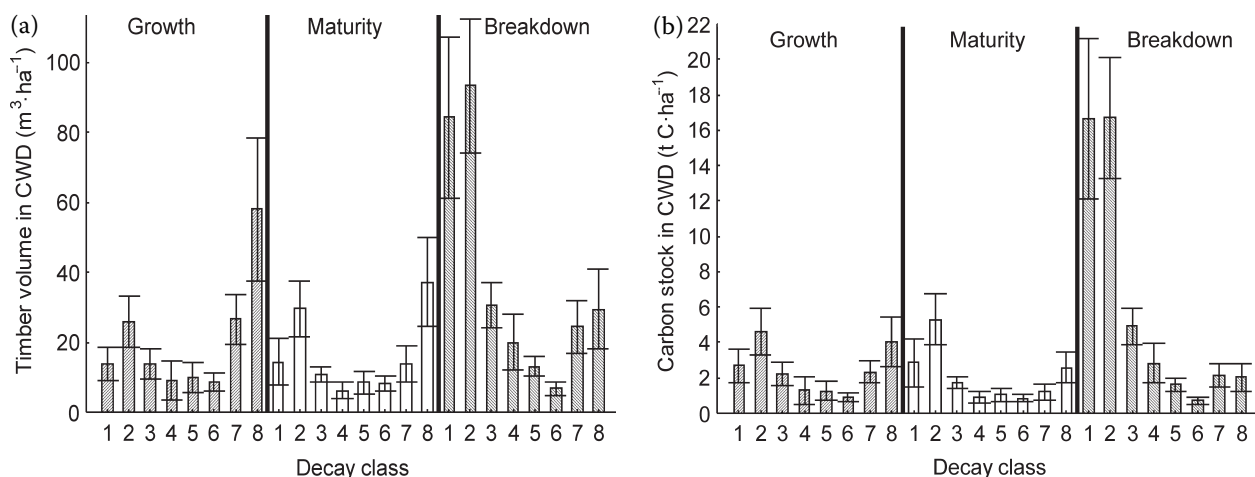 (a)
Growth Maturity Breakdown
Timber volume in CWD (m³·ha⁻¹)
100
80
60
40
20
0
1 2 3 4 5 6 7 8 1 2 3 4 5 6 7 8 1 2 3 4 5 6 7 8
Decay class
(b)
Growth Maturity Breakdown
Carbon stock in CWD (t C·ha⁻¹)
22
20
18
16
14
12
10
8
6
4
2
0
1 2 3 4 5 6 7 8 1 2 3 4 5 6 7 8 1 2 3 4 5 6 7 8
Decay class